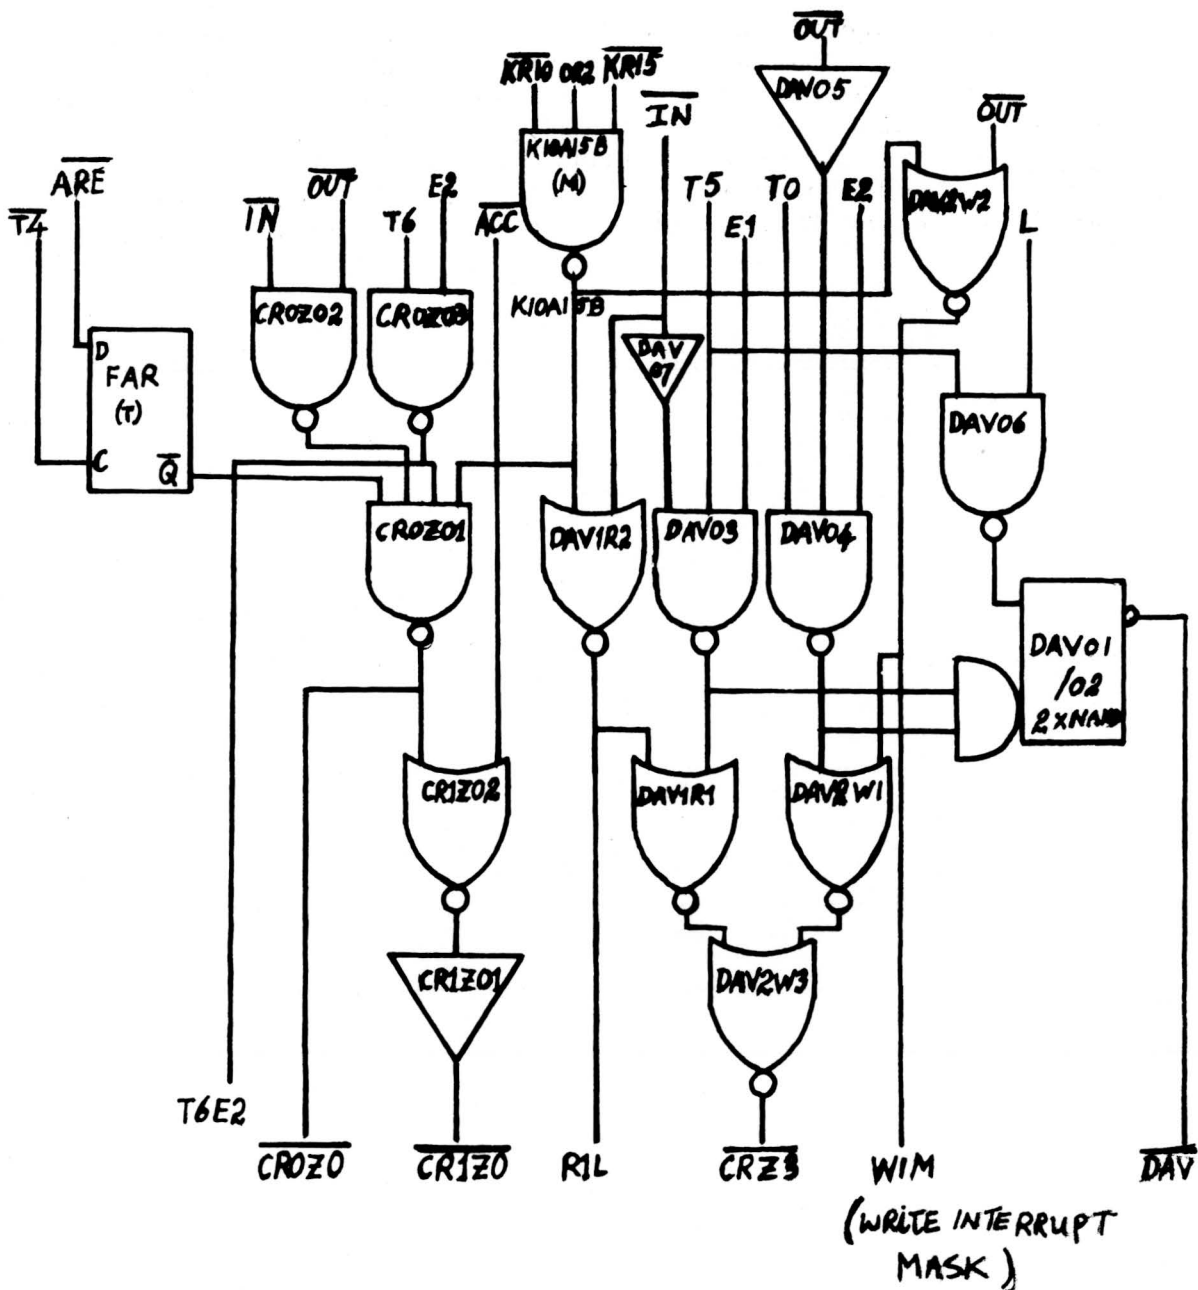 OUT
KR10 OR2 KR15
DAV05
IN
OUT
K10A15B
(M)
ARE
OUT
E2
T5
T0
E2
DAV2W2
T4
IN
T6
ACC
E1
L
CR0Z02
CR0Z03
K10A15B
DAV
07
D
FAR
(T)
C
Q
DAV06
CR0Z01
DAV1R2
DAV03
DAV04
DAV01
/02
2xNAND
CR1Z02
DAV1R1
DAV2W1
CR1Z01
DAV2W3
T6E2
CR0Z0
CR1Z0
R1L
CRZ3
WIM
DAV
(WRITE INTERRUPT
MASK)